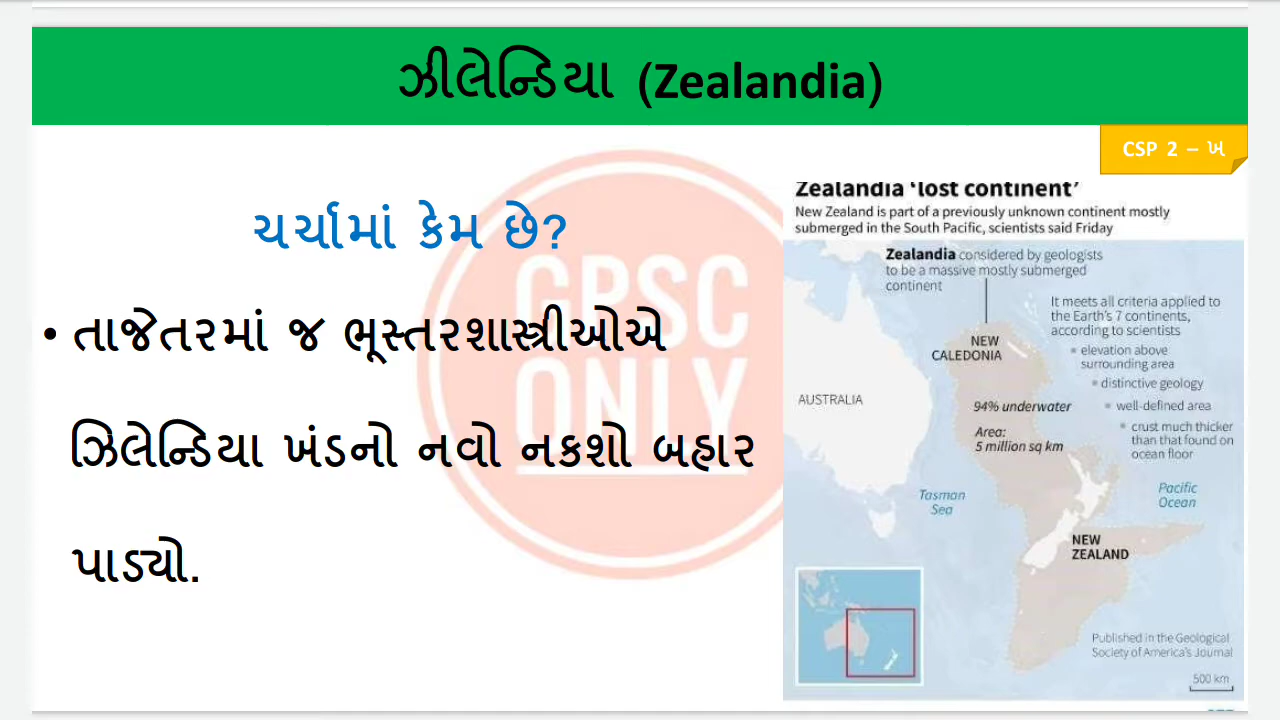 ઝીલેન્ડિયા (Zealandia)
CSP 2 – ખ
ચર્ચામાં કેમ છે?
• તાજેતરમાં જ ભૂસ્તરશાસ્ત્રીઓએ
ઝિલેન્ડિયા ખંડનો નવો નકશો બહાર
પાડ્યો.
GPSC
ONLY
Zealandia ‘lost continent’
New Zealand is part of a previously unknown continent mostly
submerged in the South Pacific, scientists said Friday
Zealandia considered by geologists
to be a massive mostly submerged
continent
It meets all criteria applied to
the Earth's 7 continents,
according to scientists
elevation above
surrounding area
distinctive geology
well-defined area
crust much thicker
than that found on
ocean floor
NEW
CALEDONIA
AUSTRALIA
94% underwater
Area:
5 million sq km
Tasman
Sea
Pacific
Ocean
NEW
ZEALAND
Published in the Geological
Society of America's Journal
500 km